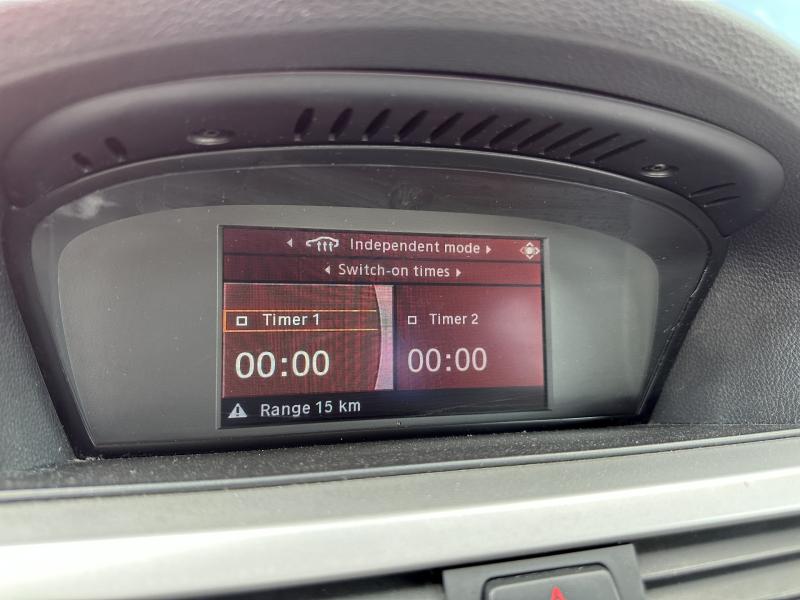 Independent mode
Switch-on times
Timer 1 Timer 2
00:00 00:00
Range 15 km